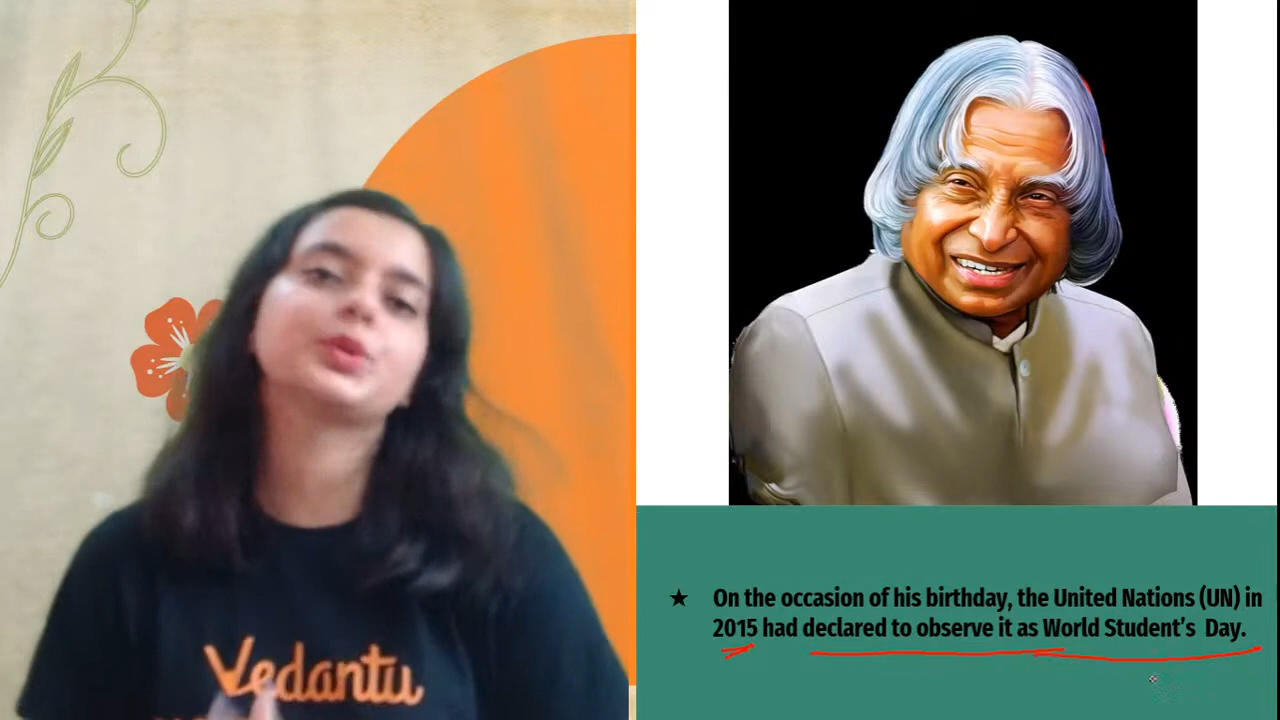 Vedantu
★ On the occasion of his birthday, the United Nations (UN) in
2015 had declared to observe it as World Student's Day.